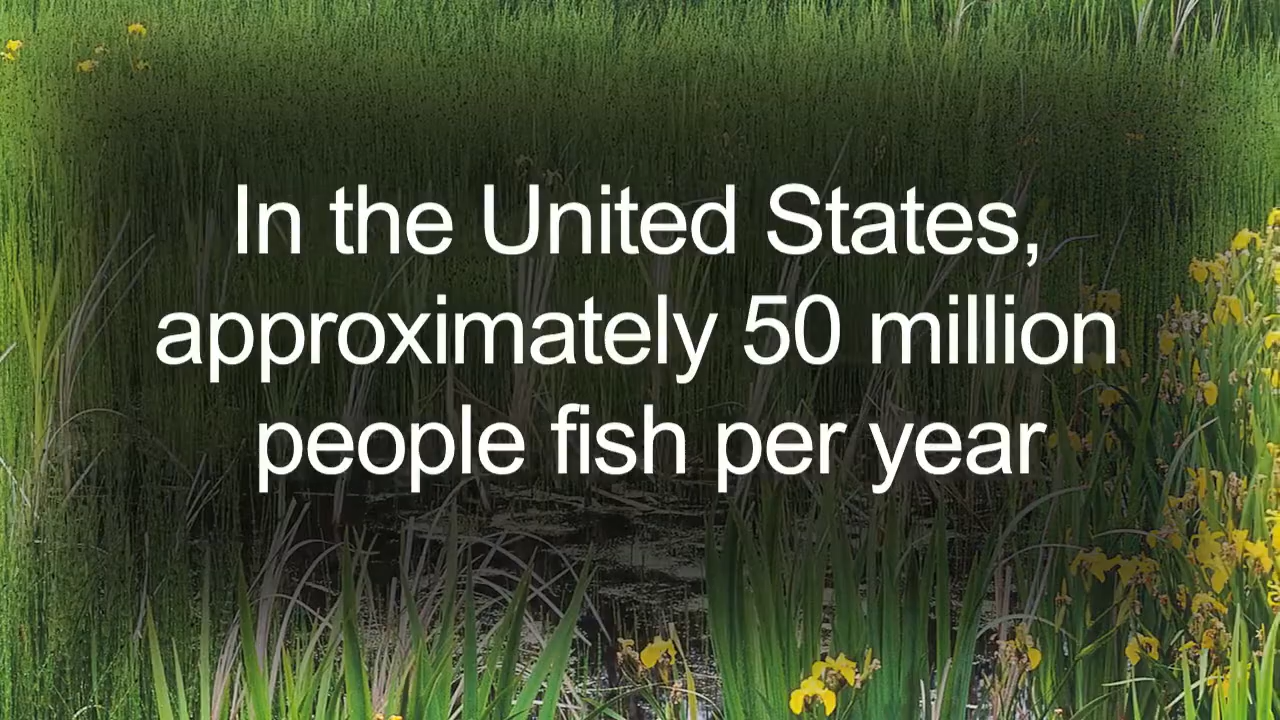 In the United States,
approximately 50 million
people fish per year